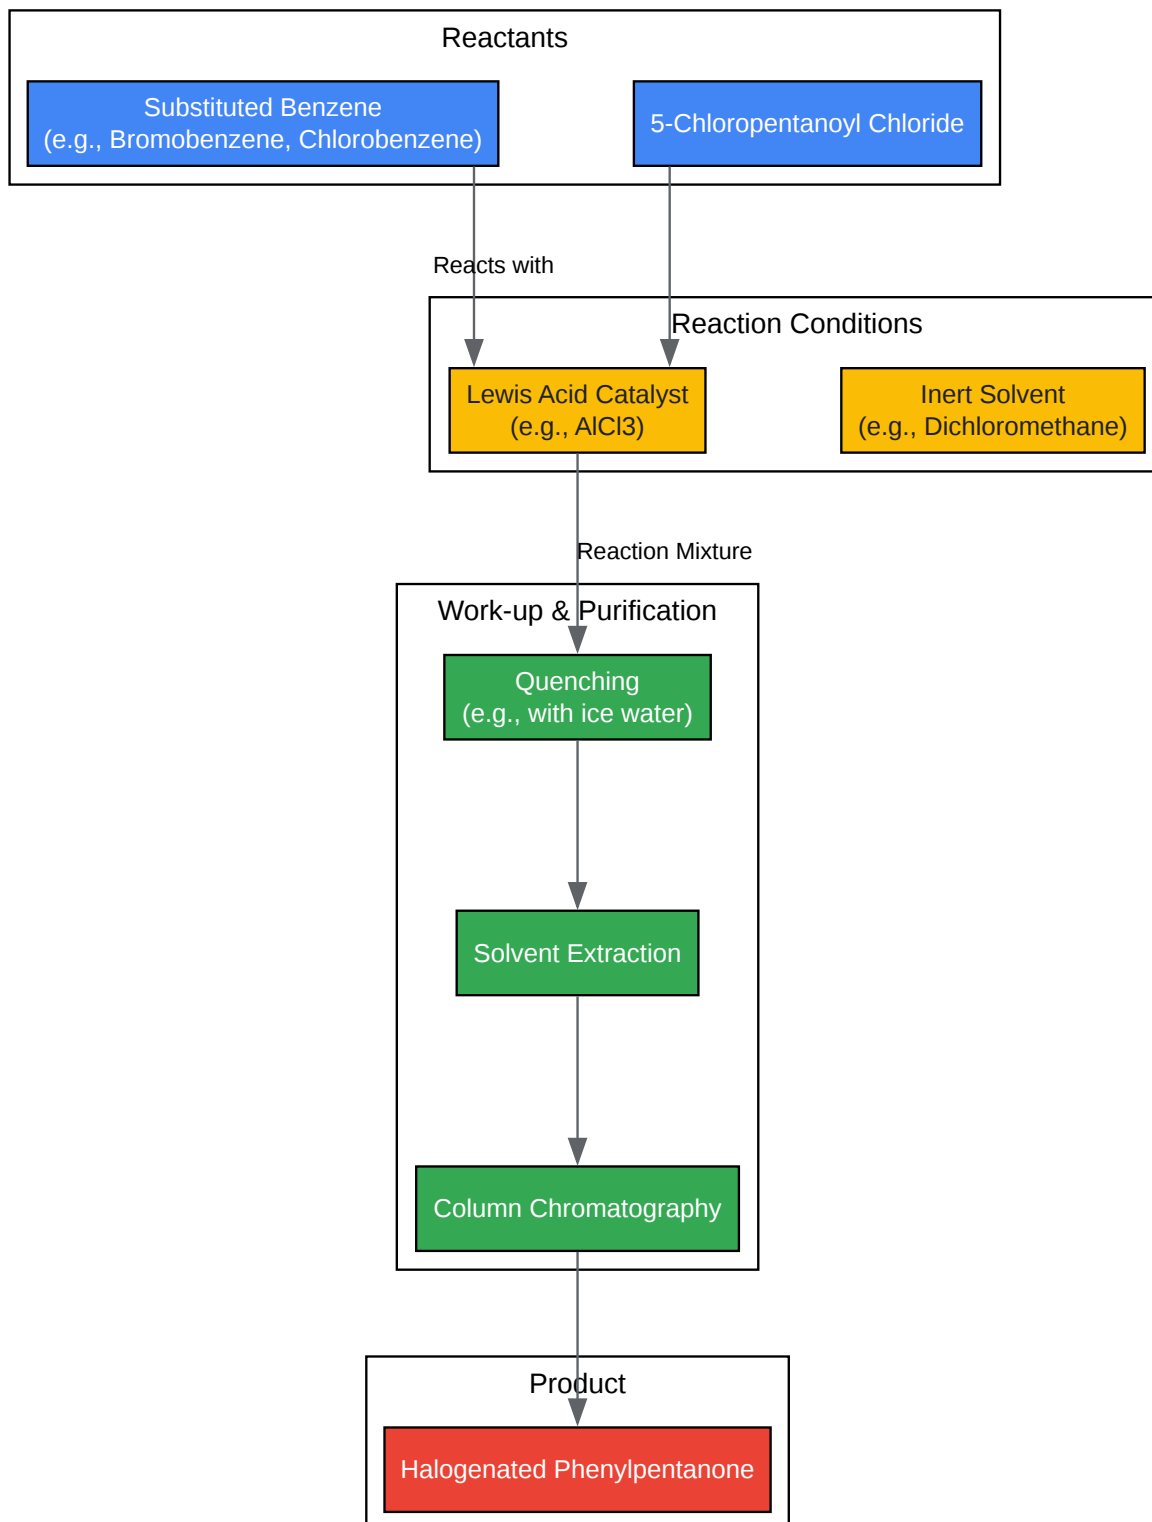 Reactants
Substituted Benzene
(e.g., Bromobenzene, Chlorobenzene)
5-Chloropentanoyl Chloride
Reacts with
Reaction Conditions
Lewis Acid Catalyst
(e.g., AlCl3)
Inert Solvent
(e.g., Dichloromethane)
Reaction Mixture
Work-up & Purification
Quenching
(e.g., with ice water)
Solvent Extraction
Column Chromatography
Product
Halogenated Phenylpentanone